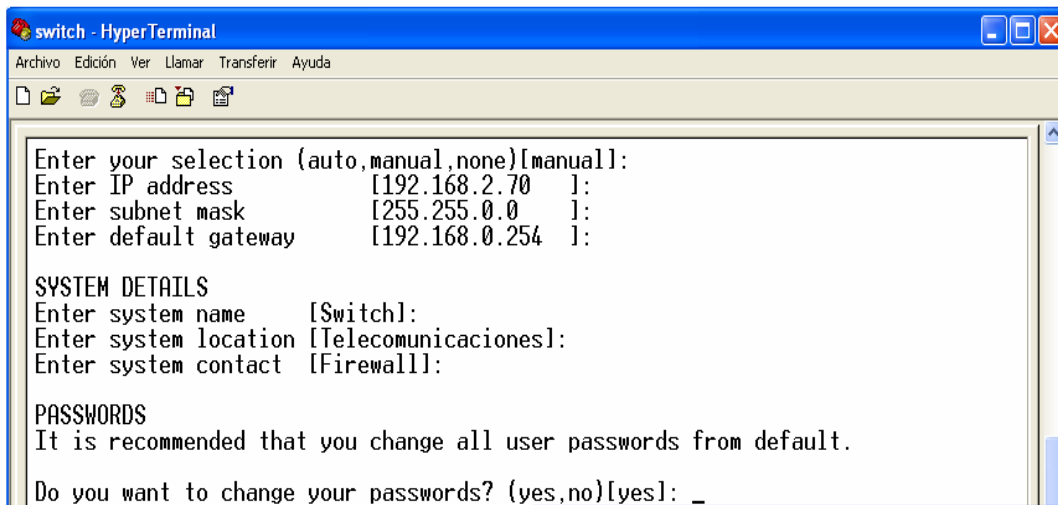 switch - HyperTerminal
Archivo Edición Ver Llamar Transferir Ayuda
Enter your selection (auto,manual,none)[manual]:
Enter IP address [192.168.2.70 ]:
Enter subnet mask [255.255.0.0 ]:
Enter default gateway [192.168.0.254 ]:
SYSTEM DETAILS
Enter system name [Switch]:
Enter system location [Telecomunicaciones]:
Enter system contact [Firewall]:
PASSWORDS
It is recommended that you change all user passwords from default.
Do you want to change your passwords? (yes,no)[yes]: _